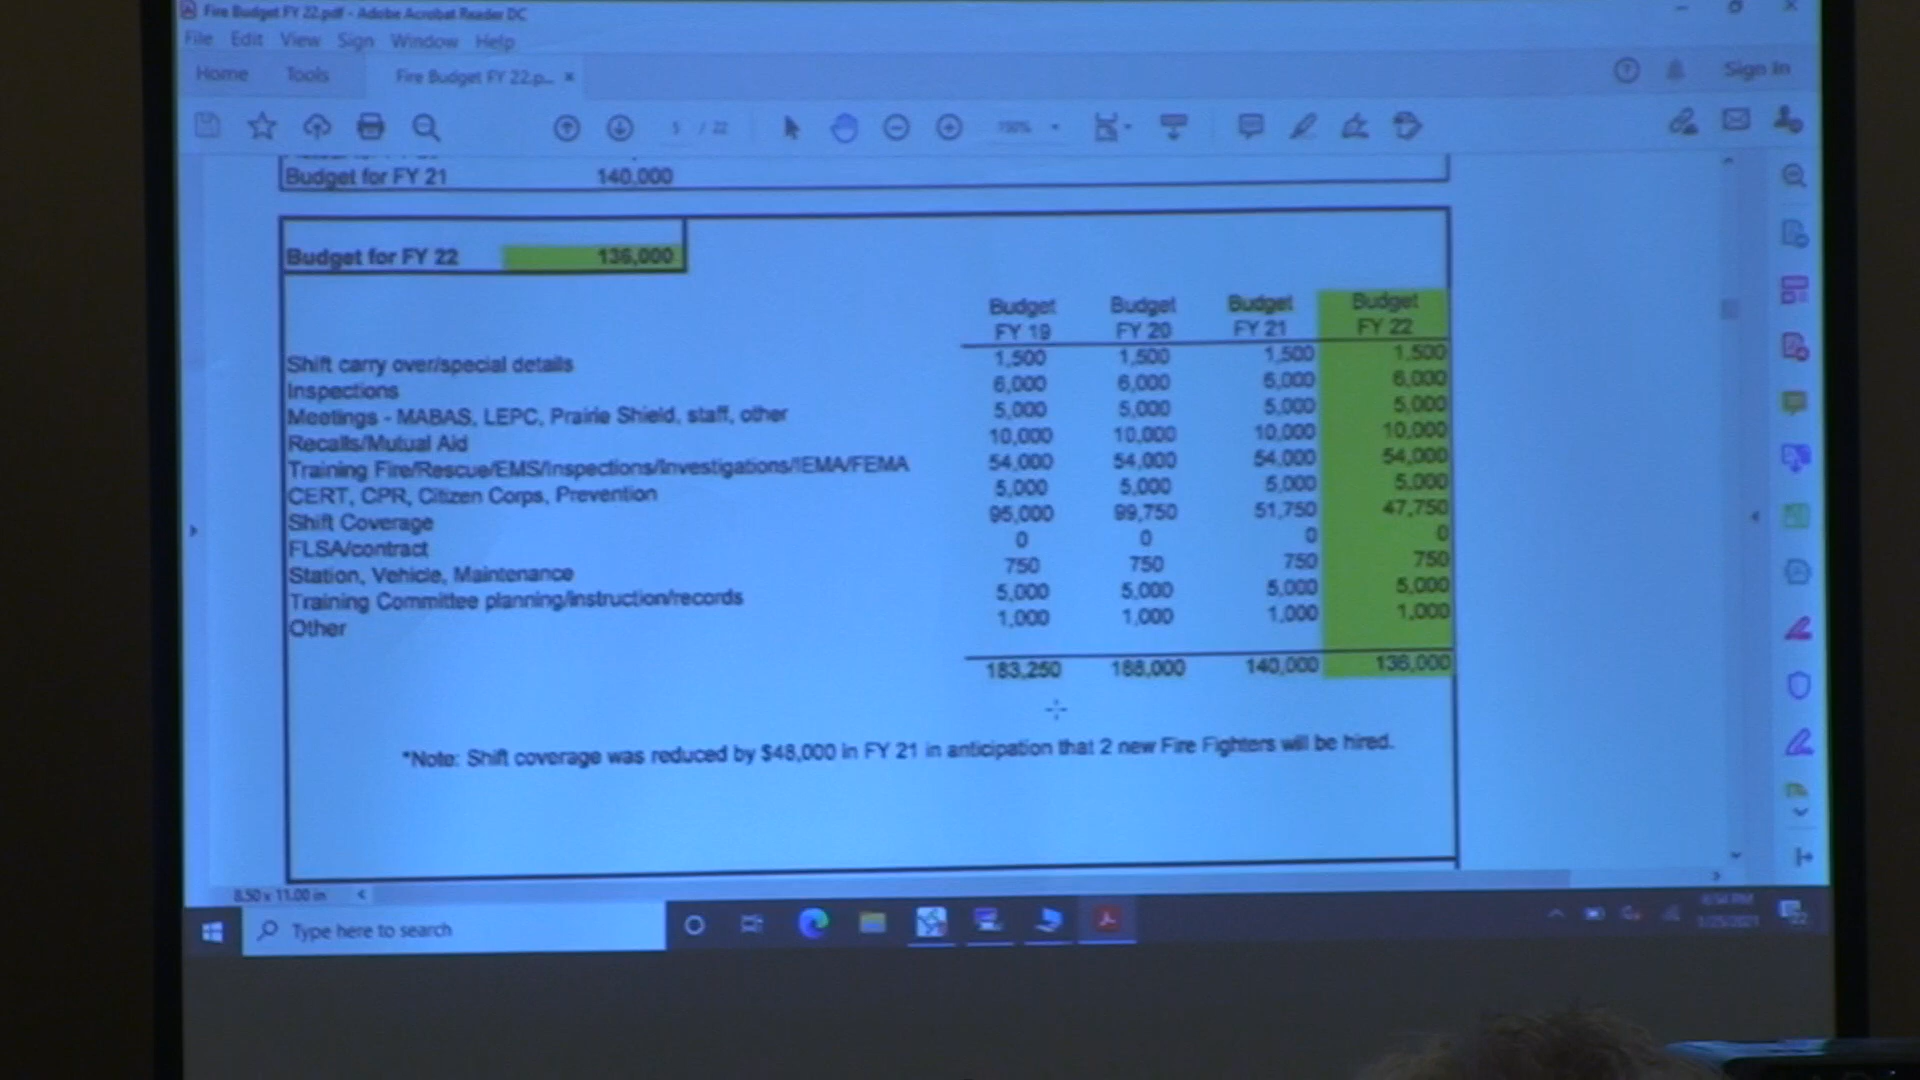 Fire Budget FY 22.pdf - Adobe Acrobat Reader DC
File Edit View Sign Window Help
Home Tools Fire Budget FY 22.p... × Sign In
5 / 22 150%
Budget for FY 21 140,000
Budget for FY 22 136,000
Budget Budget Budget Budget
FY 19 FY 20 FY 21 FY 22
Shift carry over/special details 1,500 1,500 1,500 1,500
Inspections 6,000 6,000 6,000 6,000
Meetings - MABAS, LEPC, Prairie Shield, staff, other 5,000 5,000 5,000 5,000
Recalls/Mutual Aid 10,000 10,000 10,000 10,000
Training Fire/Rescue/EMS/Inspections/Investigations/IEMA/FEMA 54,000 54,000 54,000 54,000
CERT, CPR, Citizen Corps, Prevention 5,000 5,000 5,000 5,000
Shift Coverage 95,000 99,750 51,750 47,750
FLSA/contract 0 0 0 0
Station, Vehicle, Maintenance 750 750 750 750
Training Committee planning/instruction/records 5,000 5,000 5,000 5,000
Other 1,000 1,000 1,000 1,000
183,250 188,000 140,000 136,000
*Note: Shift coverage was reduced by $48,000 in FY 21 in anticipation that 2 new Fire Fighters will be hired.
8.50 x 11.00 in
Type here to search